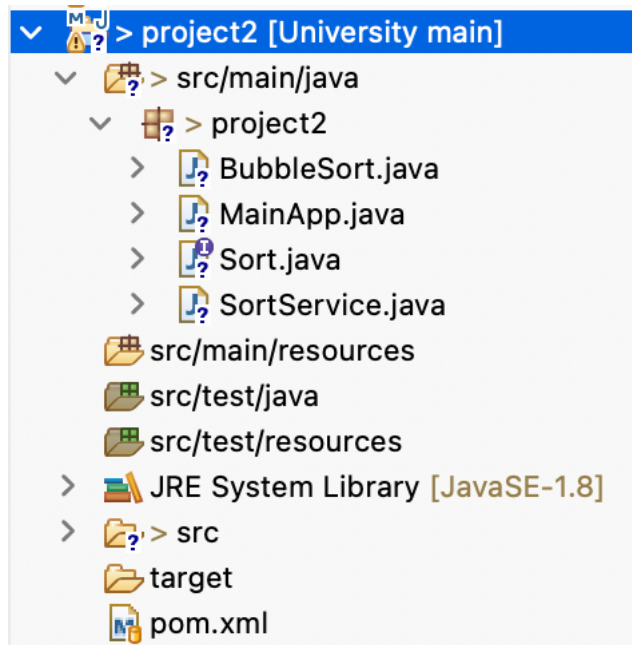 > project2 [University main]
> src/main/java
> project2
BubbleSort.java
MainApp.java
Sort.java
SortService.java
src/main/resources
src/test/java
src/test/resources
JRE System Library [JavaSE-1.8]
> src
target
pom.xml